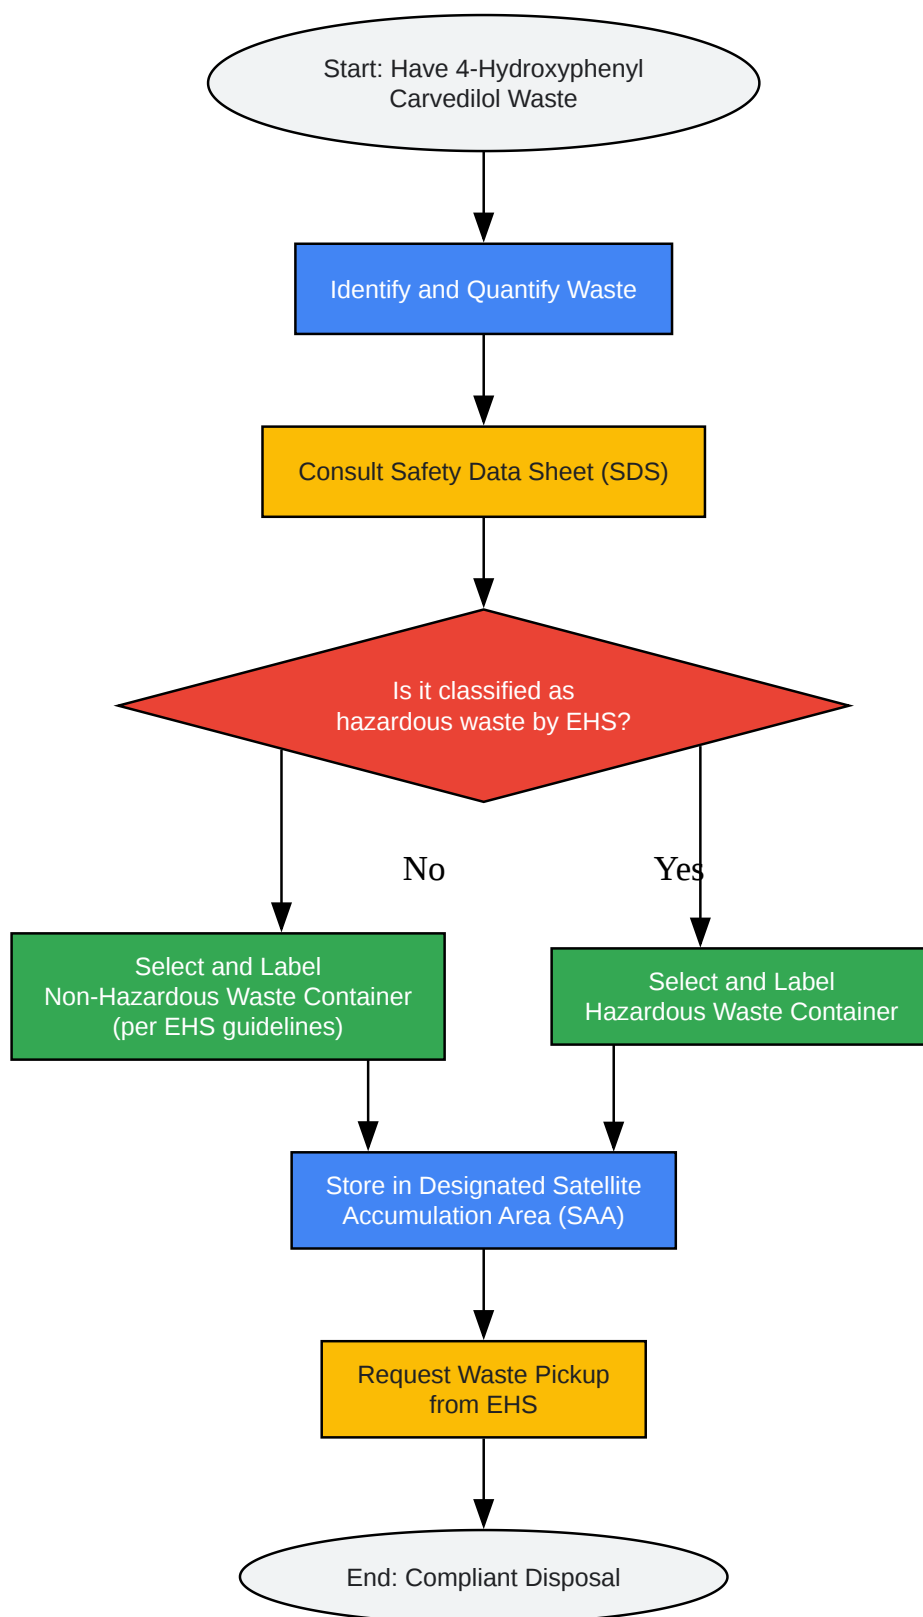 Start: Have 4-Hydroxyphenyl
Carvedilol Waste
Identify and Quantify Waste
Consult Safety Data Sheet (SDS)
Is it classified as
hazardous waste by EHS?
No
Yes
Select and Label
Non-Hazardous Waste Container
(per EHS guidelines)
Select and Label
Hazardous Waste Container
Store in Designated Satellite
Accumulation Area (SAA)
Request Waste Pickup
from EHS
End: Compliant Disposal